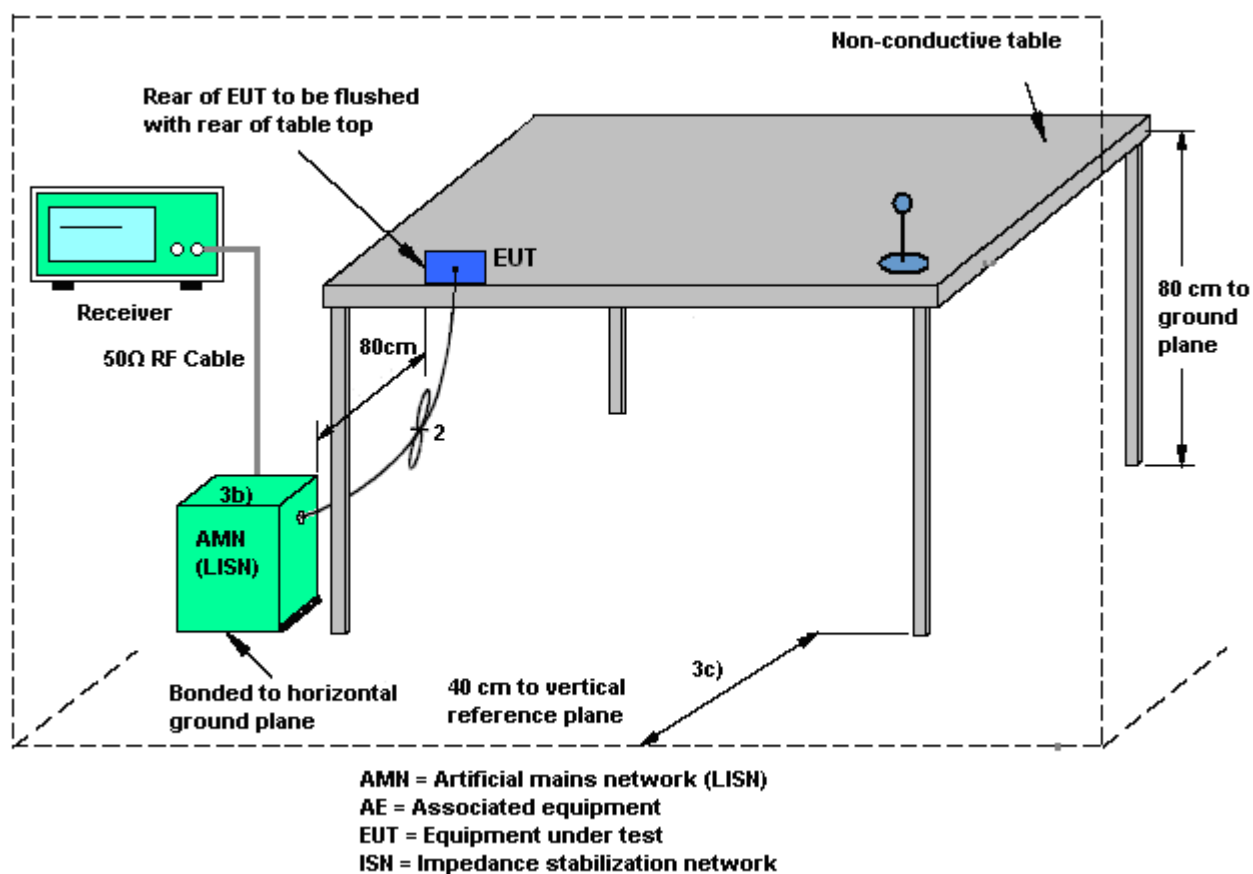 Non-conductive table
Rear of EUT to be flushed
with rear of table top
EUT
Receiver
80 cm to
ground
plane
80cm
50Ω RF Cable
2
3b)
AMN
(LISN)
3c)
Bonded to horizontal
ground plane
40 cm to vertical
reference plane
AMN = Artificial mains network (LISN)
AE = Associated equipment
EUT = Equipment under test
ISN = Impedance stabilization network